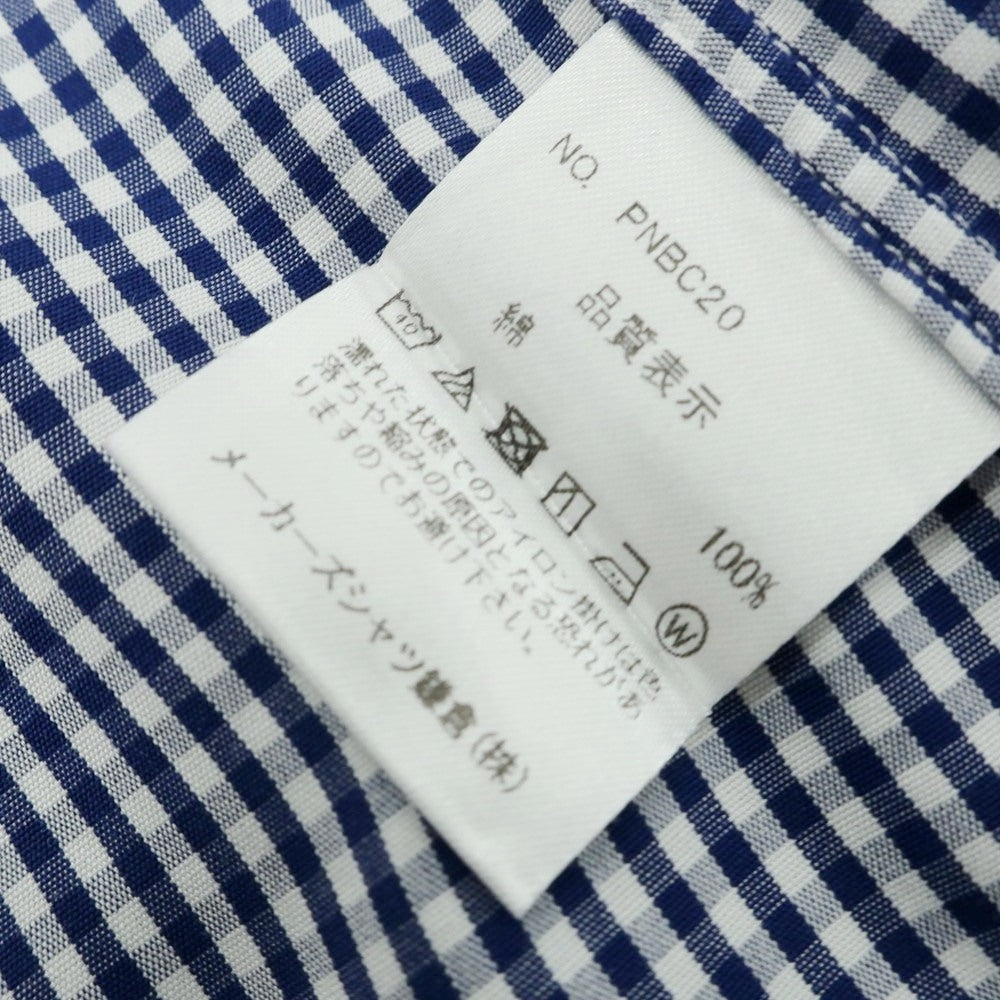 NO. PNBC20
品質表示
綿 100%
40
W
濡れた状態でのアイロン掛けは色
落ちや縮みの原因となる恐れがあ
りますのでお避け下さい。
メーカーズシャツ鎌倉(株)